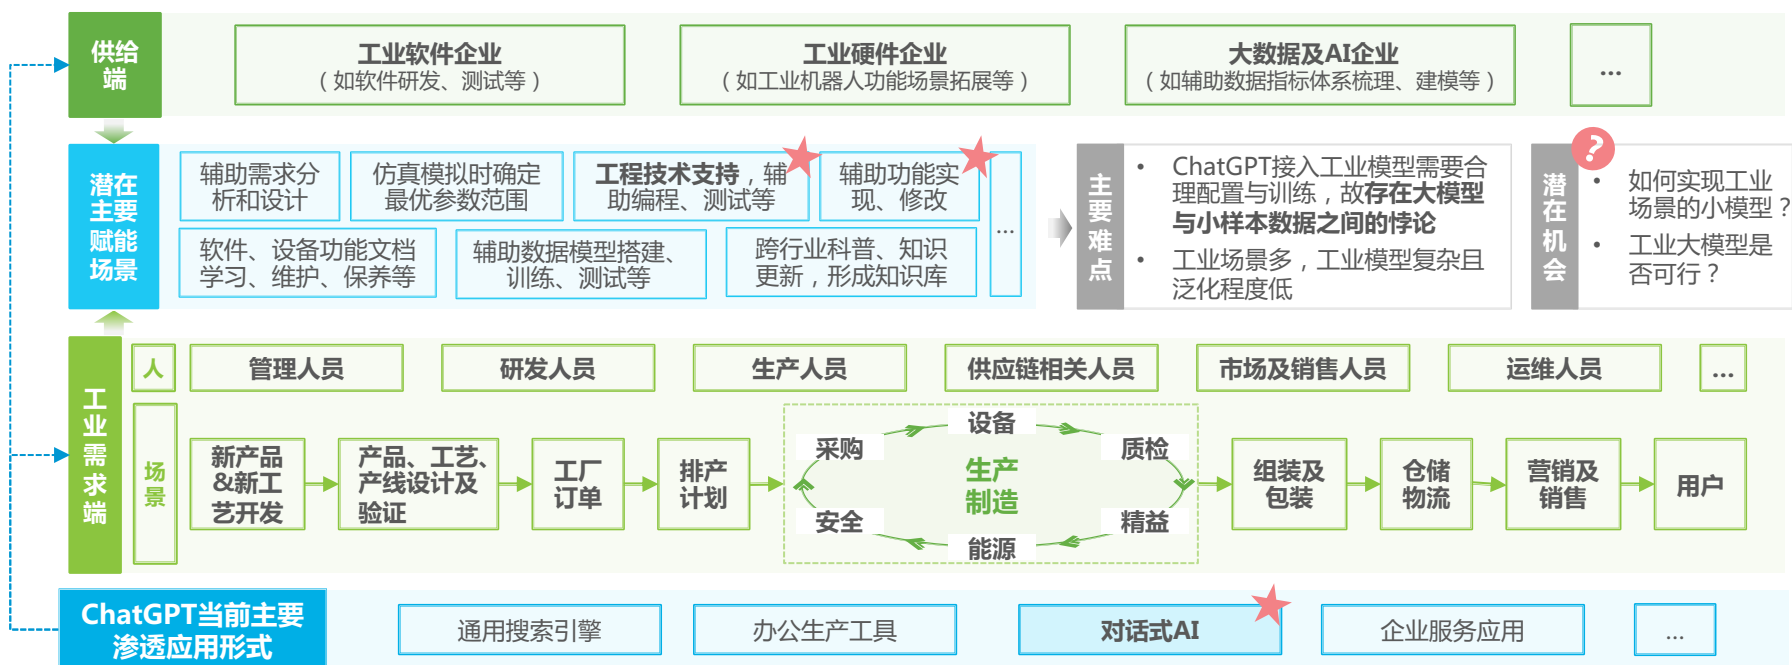 供给
端
工业软件企业
（如软件研发、测试等）
工业硬件企业
（如工业机器人功能场景拓展等）
大数据及AI企业
（如辅助数据指标体系梳理、建模等）
...
潜在
主要
赋能
场景
辅助需求分
析和设计
仿真模拟时确定
最优参数范围
工程技术支持，辅
助编程、测试等
辅助功能实
现、修改
软件、设备功能文档
学习、维护、保养等
辅助数据模型搭建、
训练、测试等
跨行业科普、知识
更新，形成知识库
...
主
要
难
点
• ChatGPT接入工业模型需要合
理配置与训练，故存在大模型
与小样本数据之间的悖论
• 工业场景多，工业模型复杂且
泛化程度低
?
潜
在
机
会
• 如何实现工业
场景的小模型？
• 工业大模型是
否可行？
工
业
需
求
端
人
管理人员
研发人员
生产人员
供应链相关人员
市场及销售人员
运维人员
...
场
景
新产品
&新工
艺开发
产品、工艺、
产线设计及
验证
工厂
订单
排产
计划
生产
制造
设备
质检
精益
能源
安全
采购
组装及
包装
仓储
物流
营销及
销售
用户
ChatGPT当前主要
渗透应用形式
通用搜索引擎
办公生产工具
对话式AI
企业服务应用
...